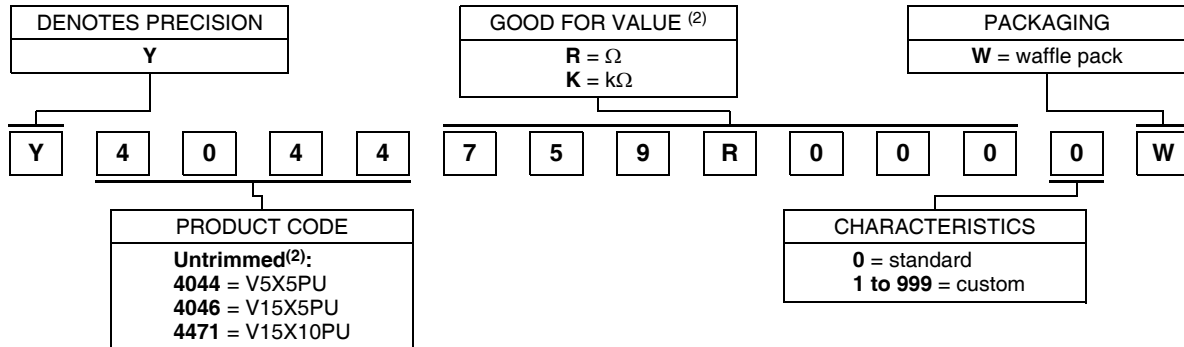 DENOTES PRECISION
Y
GOOD FOR VALUE (2)
R = Ω
K = kΩ
PACKAGING
W = waffle pack
Y 4 0 4 4 7 5 9 R 0 0 0 0 W
PRODUCT CODE
Untrimmed(2):
4044 = V5X5PU
4046 = V15X5PU
4471 = V15X10PU
CHARACTERISTICS
0 = standard
1 to 999 = custom